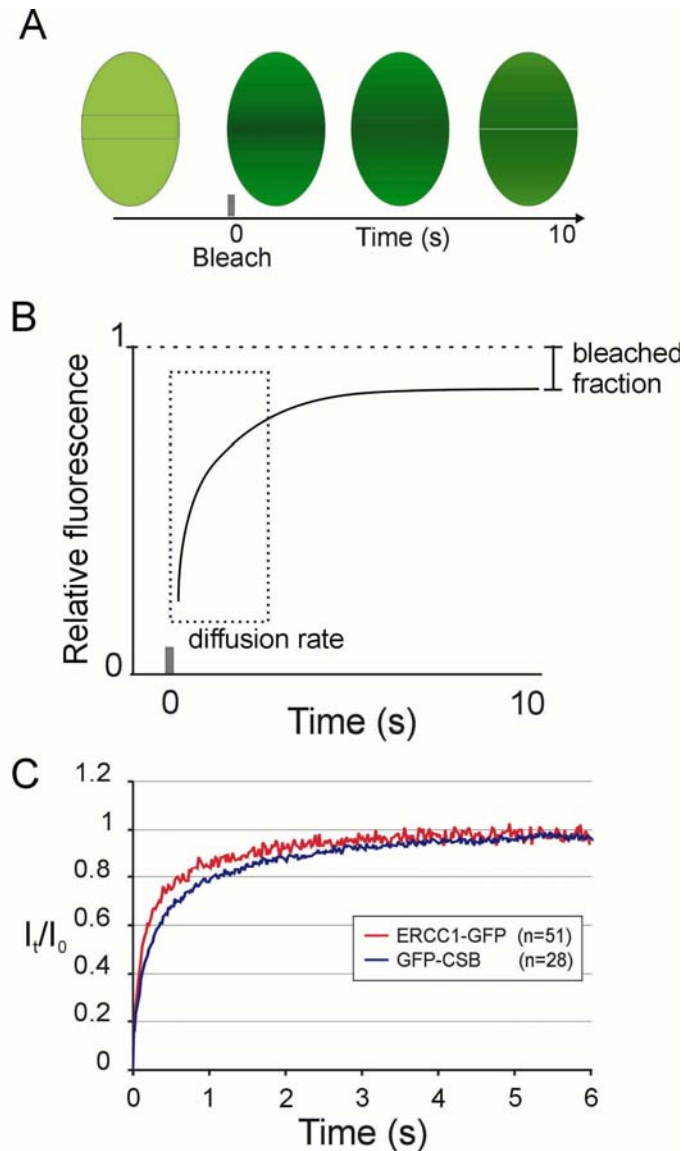 A
0
Time (s)
10
Bleach
B
1
bleached
fraction
Relative fluorescence
diffusion rate
0
0
10
Time (s)
C
1.2
1
0.8
0.6
0.4
0.2
0
It/I0
ERCC1-GFP (n=51)
GFP-CSB (n=28)
0 1 2 3 4 5 6
Time (s)